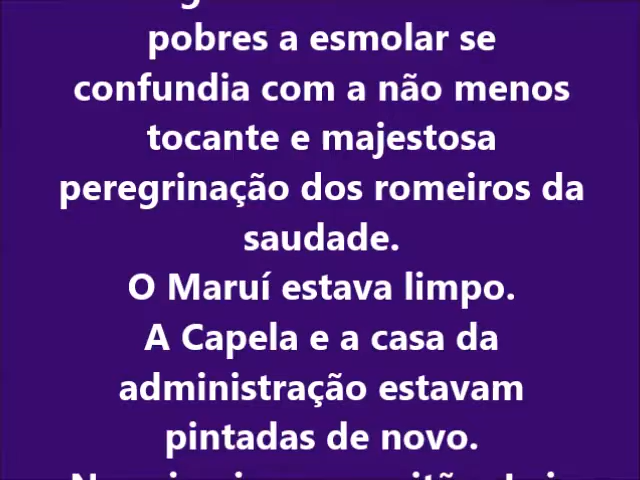 pobres a esmolar se
confundia com a não menos
tocante e majestosa
peregrinação dos romeiros da
saudade.
O Maruí estava limpo.
A Capela e a casa da
administração estavam
pintadas de novo.